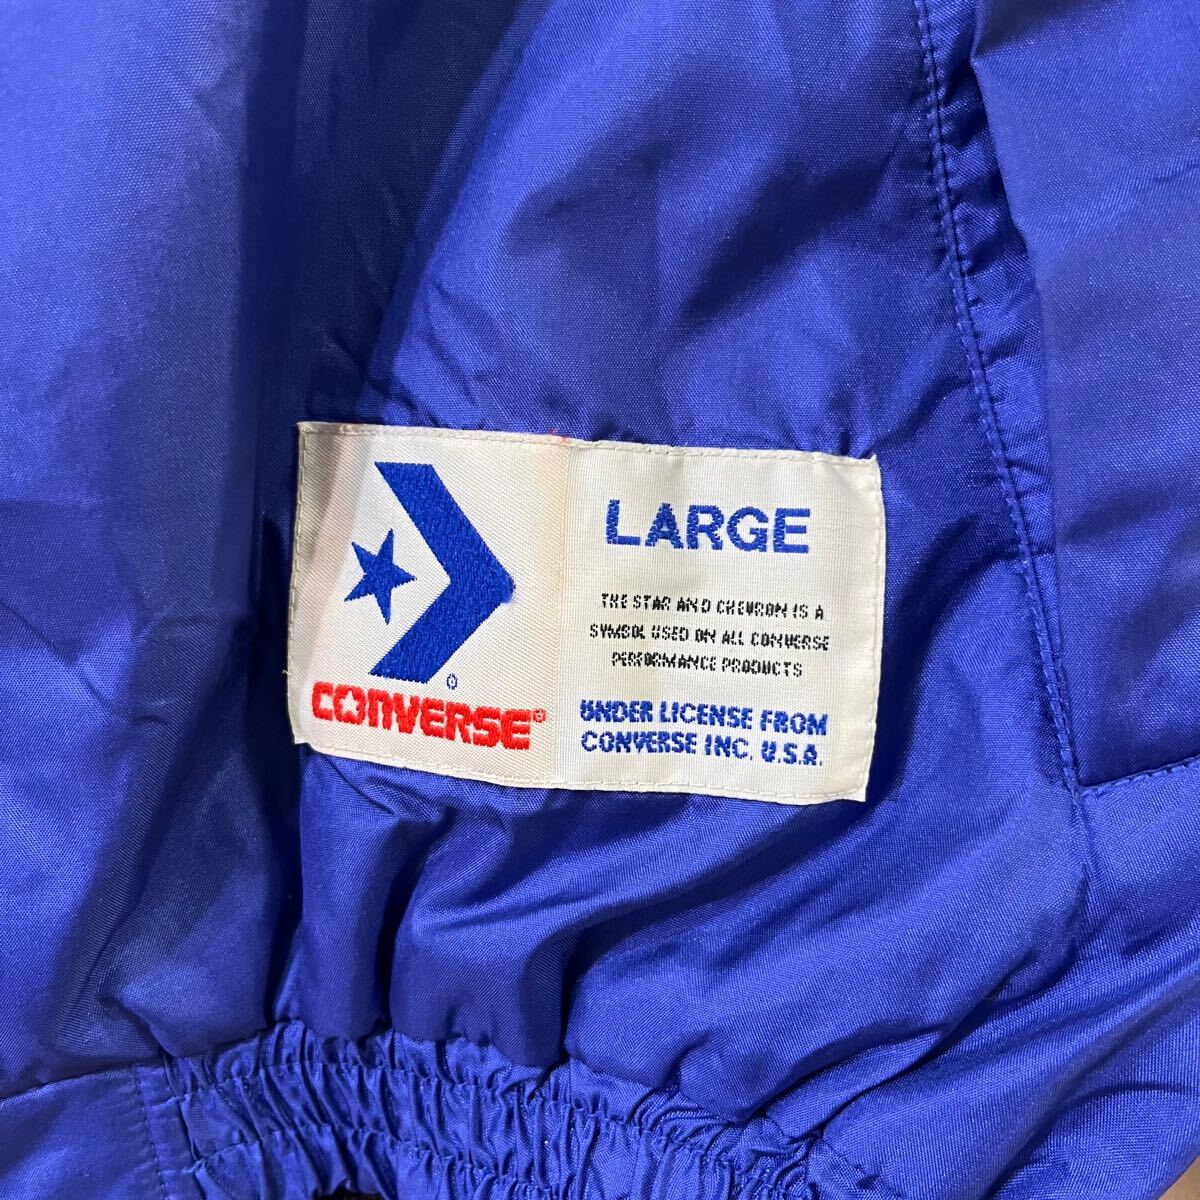 CONVERSE®
LARGE
THE STAR AND CHEVRON IS A
SYMBOL USED ON ALL CONVERSE
PERFORMANCE PRODUCTS
UNDER LICENSE FROM
CONVERSE INC. U.S.A.